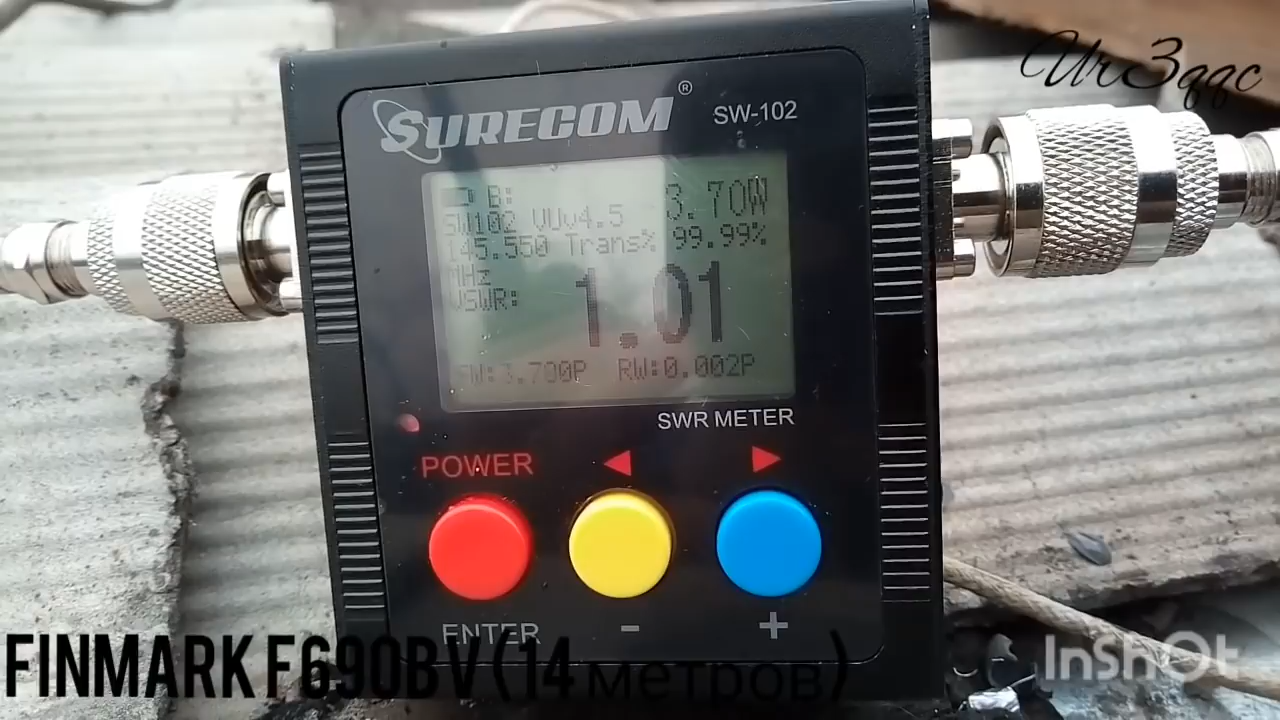 Ur3qqc
SURECOM® SW-102
B: 3.70W
SW102 VUv4.5
145.550 Trans% 99.99%
MHz
VSWR: 1.01
FW:3.700P RW:0.002P
SWR METER
POWER ◀ ▶
ENTER - +
FINMARK F690BV (14 метров)
InShOt